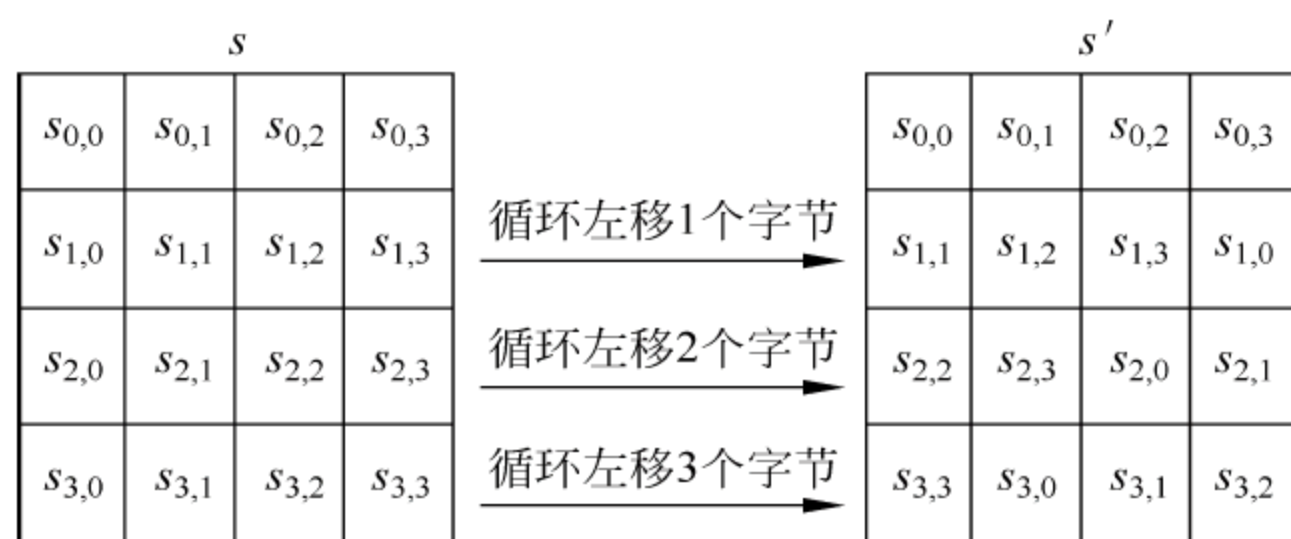 s s′
s0,0 s0,1 s0,2 s0,3 s0,0 s0,1 s0,2 s0,3
循环左移1个字节
s1,0 s1,1 s1,2 s1,3 s1,1 s1,2 s1,3 s1,0
循环左移2个字节
s2,0 s2,1 s2,2 s2,3 s2,2 s2,3 s2,0 s2,1
循环左移3个字节
s3,0 s3,1 s3,2 s3,3 s3,3 s3,0 s3,1 s3,2